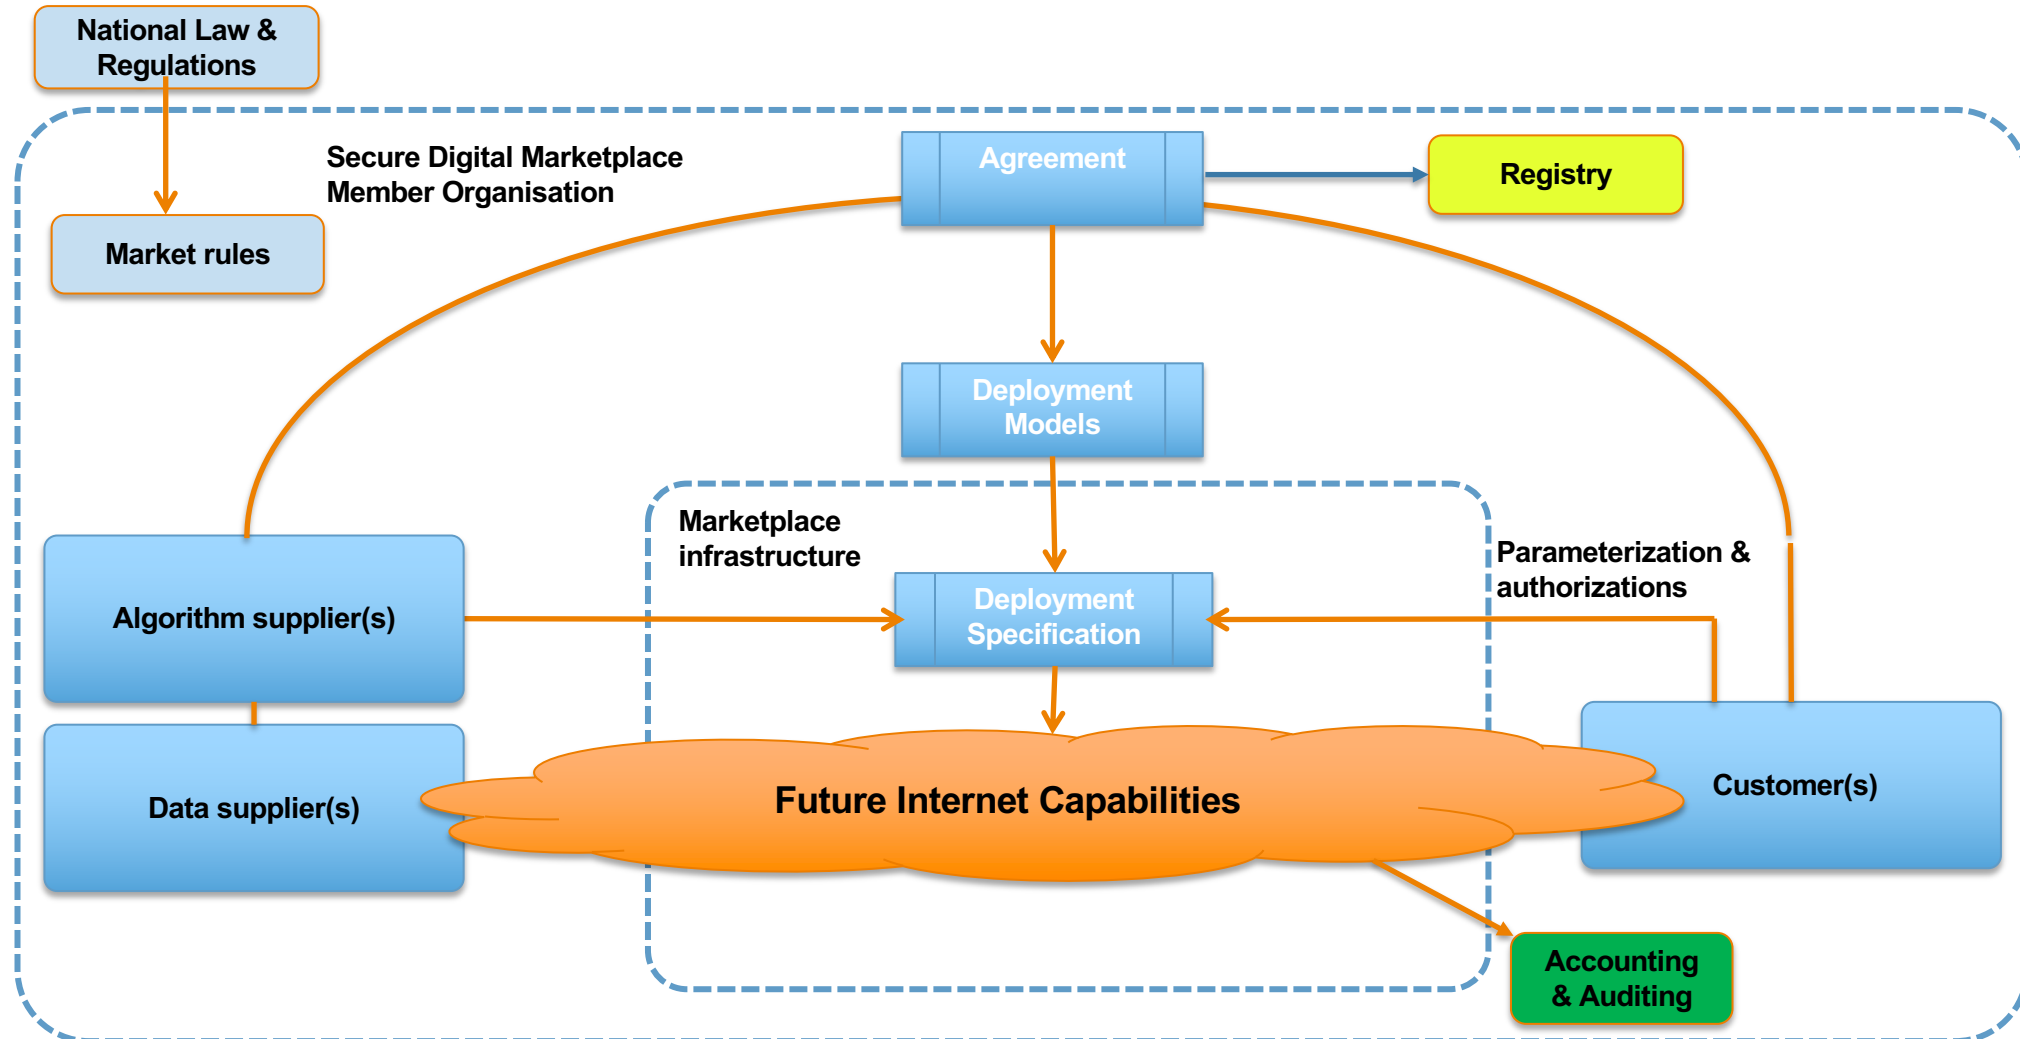 National Law &
Regulations
Secure Digital Marketplace
Member Organisation
Agreement
Registry
Market rules
Deployment
Models
Marketplace
infrastructure
Parameterization &
authorizations
Algorithm supplier(s)
Deployment
Specification
Data supplier(s)
Future Internet Capabilities
Customer(s)
Accounting
& Auditing